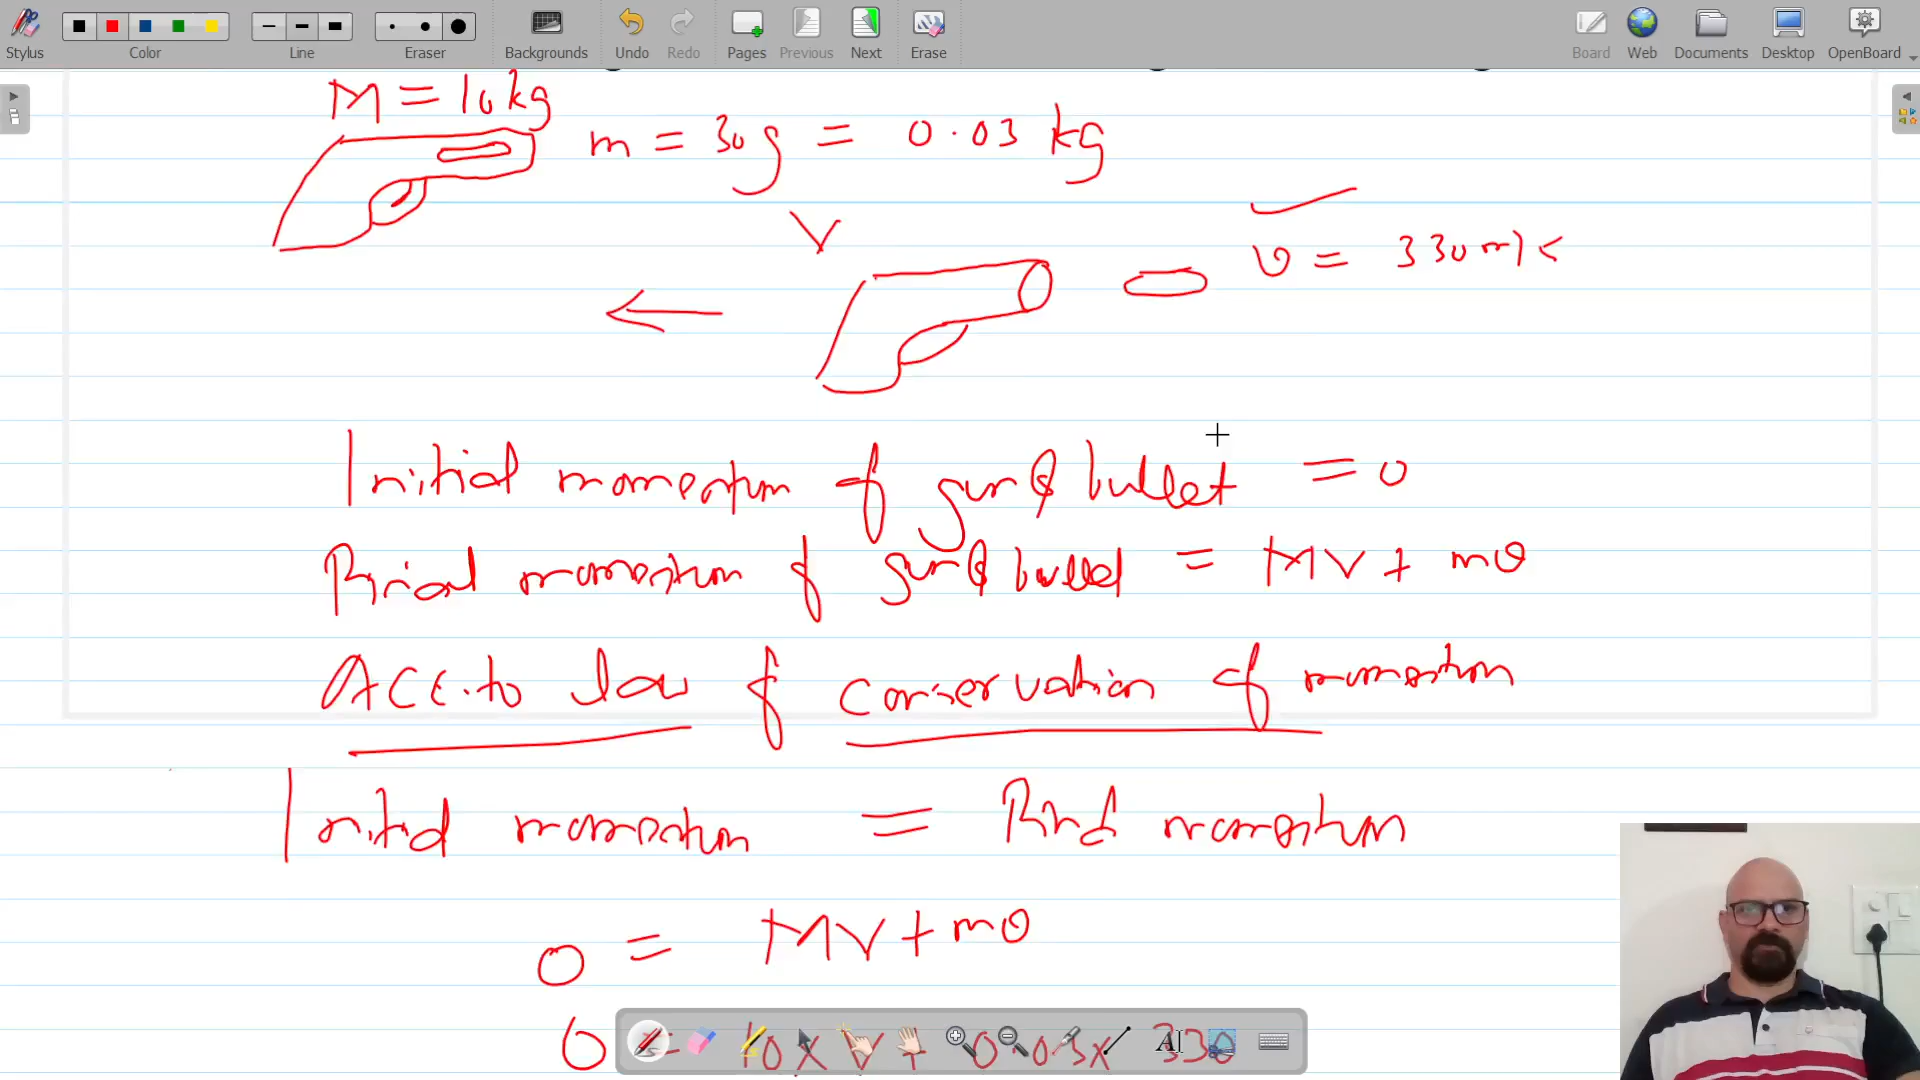 Stylus Color Line Eraser Backgrounds Undo Redo Pages Previous Next Erase Board Web Documents Desktop OpenBoard
M = 10 kg
m = 30 g = 0.03 kg
V
v = 330 m/s
Initial momentum of gun & bullet = 0
Final momentum of gun & bullet = MV + mv
Acc. to law of conservation of momentum
Initial momentum = Final momentum
0 = MV + mv
0 = 10 x V + 0.03 x 330